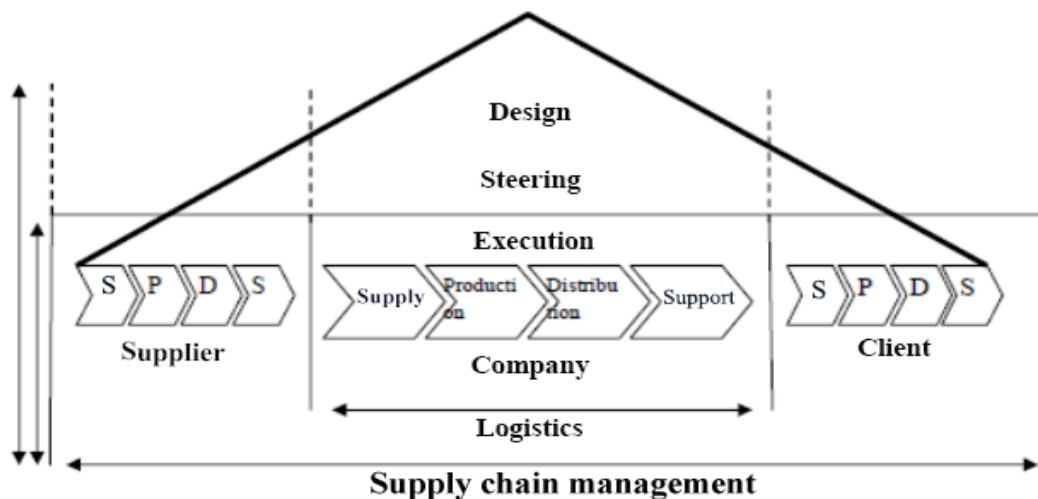 Design
Steering
Execution
S P D S
Supply Producti on Distribu tion Support
S P D S
Supplier
Company
Client
Logistics
Supply chain management